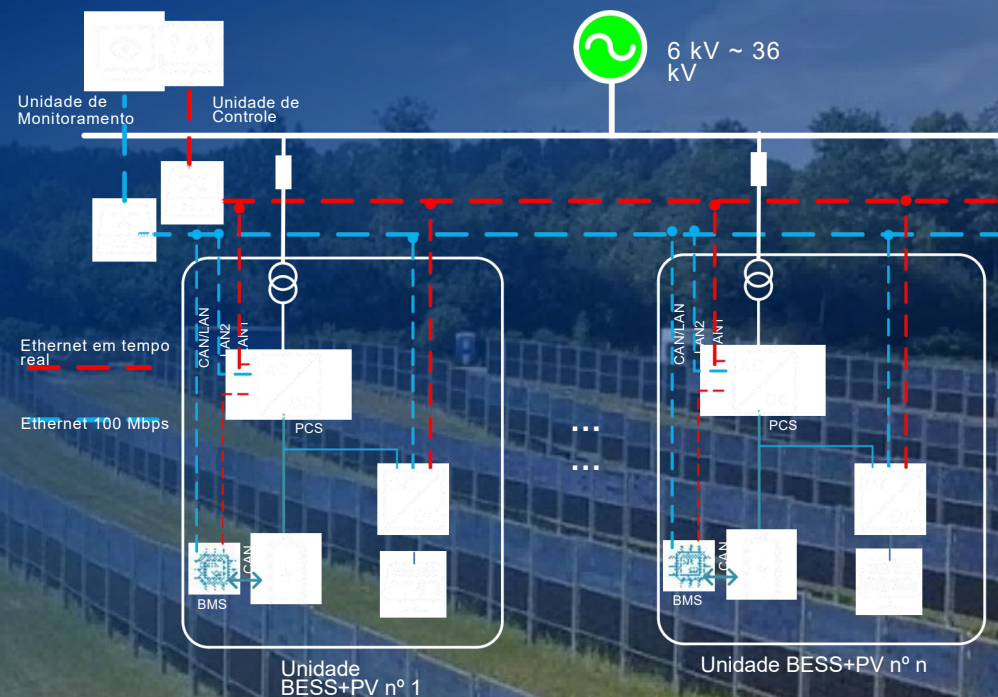 6 kV ~ 36
kV
Unidade de
Monitoramento
Unidade de
Controle
CAN/LAN
LAN2
LAN1
CAN/LAN
LAN2
LAN1
Ethernet em tempo
real
Ethernet 100 Mbps
PCS
PCS
...
...
CAN
CAN
BMS
BMS
Unidade
BESS+PV nº 1
Unidade BESS+PV nº n